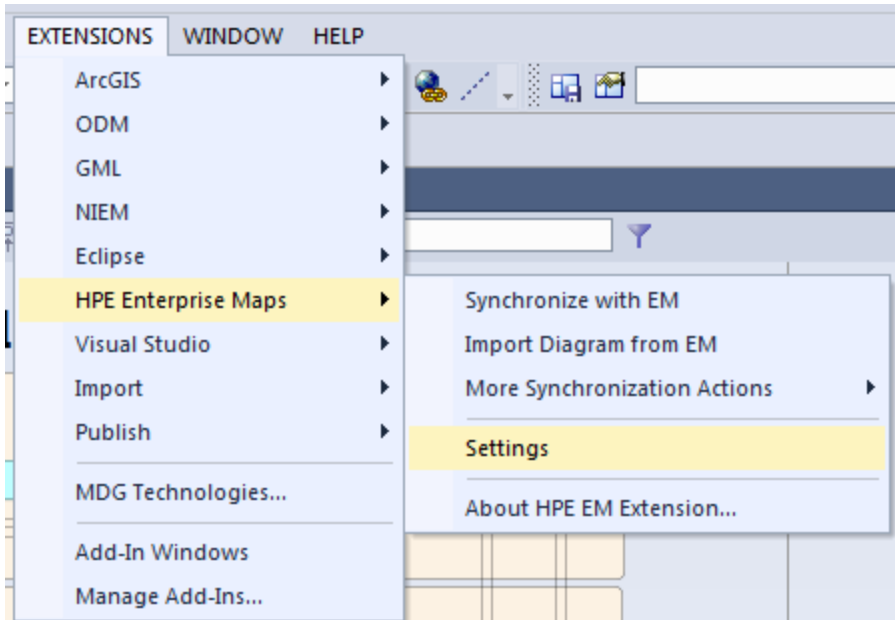 EXTENSIONS WINDOW HELP
ArcGIS
ODM
GML
NIEM
Eclipse
HPE Enterprise Maps
Visual Studio
Import
Publish
MDG Technologies...
Add-In Windows
Manage Add-Ins...
Synchronize with EM
Import Diagram from EM
More Synchronization Actions
Settings
About HPE EM Extension...